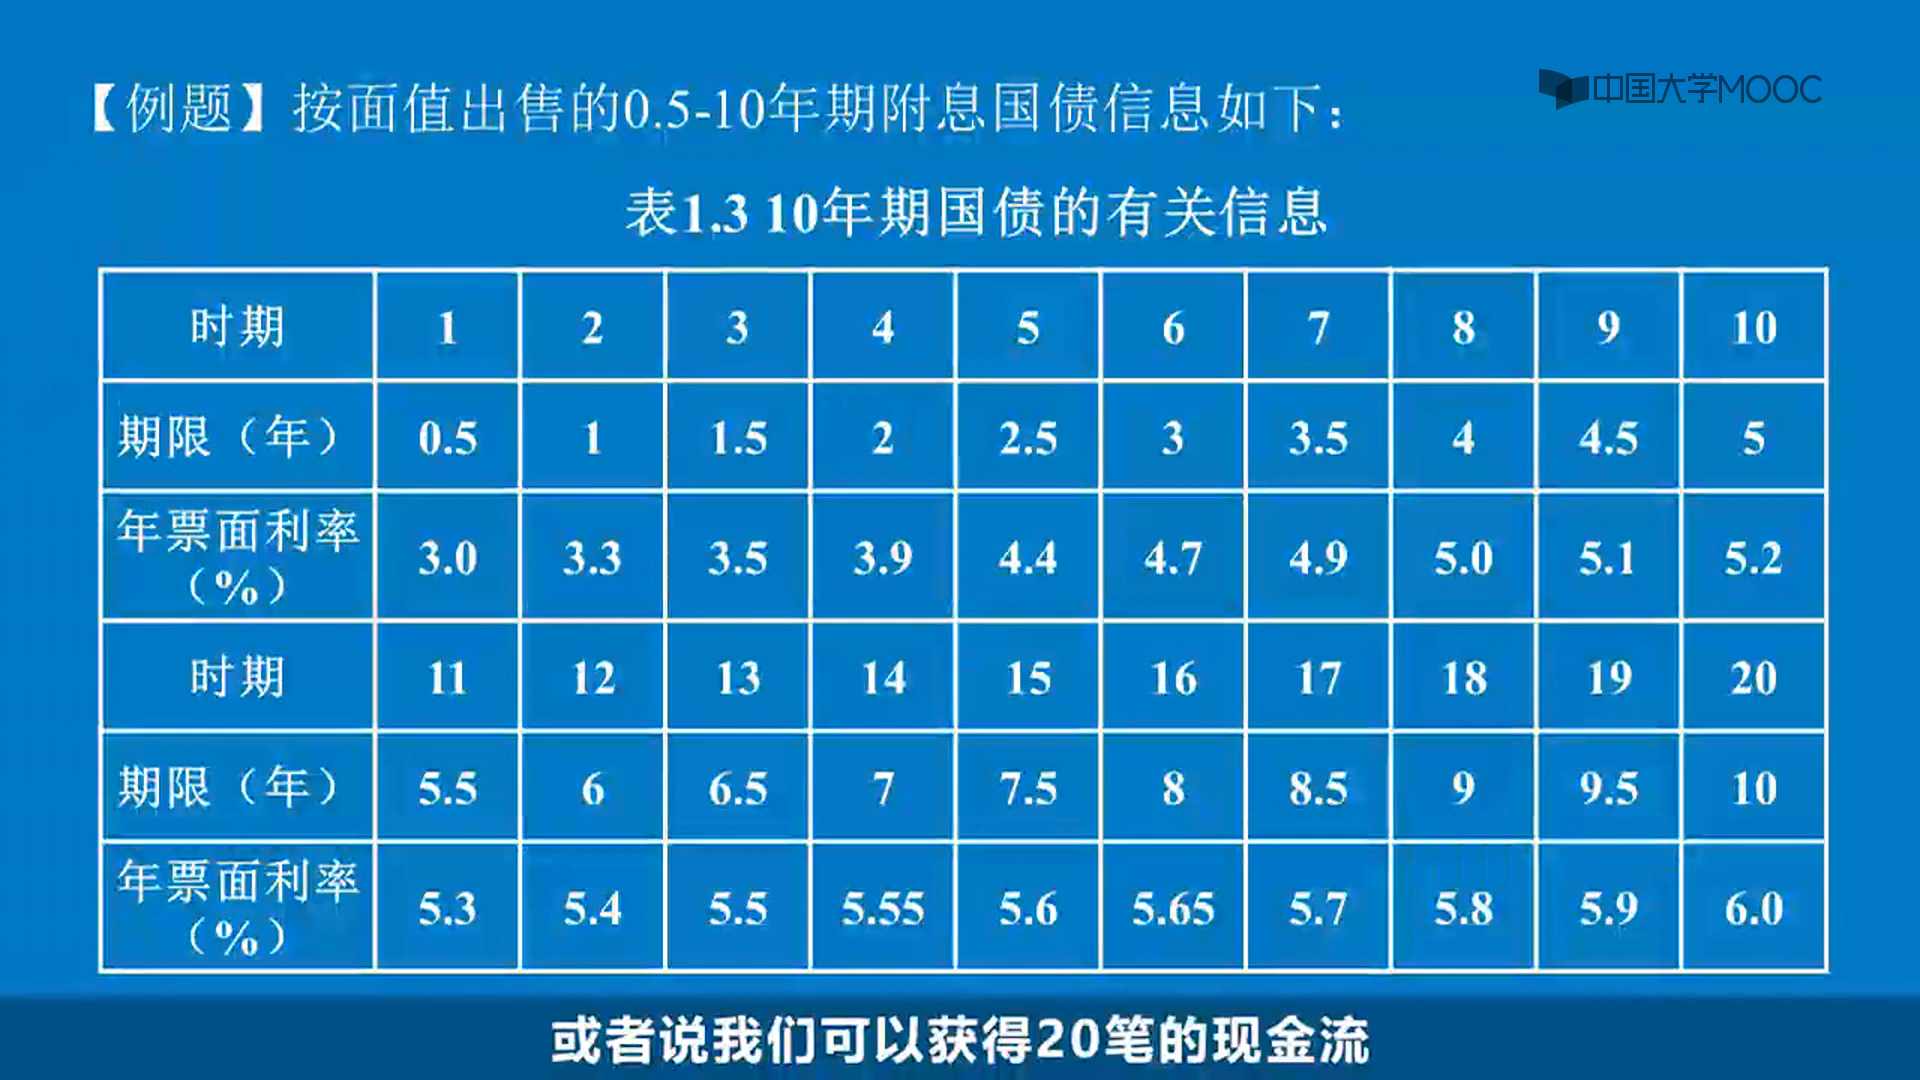 【例题】按面值出售的0.5-10年期附息国债信息如下：
中国大学MOOC
表1.3 10年期国债的有关信息
时期 1 2 3 4 5 6 7 8 9 10
期限（年） 0.5 1 1.5 2 2.5 3 3.5 4 4.5 5
年票面利率
（%） 3.0 3.3 3.5 3.9 4.4 4.7 4.9 5.0 5.1 5.2
时期 11 12 13 14 15 16 17 18 19 20
期限（年） 5.5 6 6.5 7 7.5 8 8.5 9 9.5 10
年票面利率
（%） 5.3 5.4 5.5 5.55 5.6 5.65 5.7 5.8 5.9 6.0
或者说我们可以获得20笔的现金流